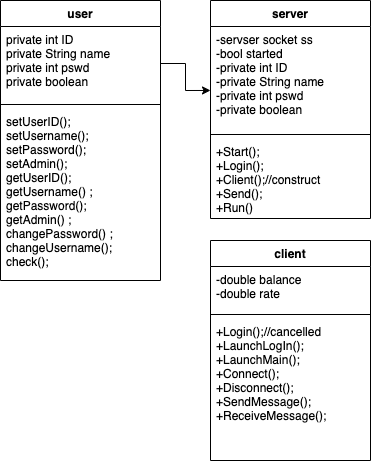 user
private int ID
private String name
private int pswd
private boolean
setUserID();
setUsername();
setPassword();
setAdmin();
getUserID();
getUsername() ;
getPassword();
getAdmin() ;
changePassword() ;
changeUsername();
check();
server
-servser socket ss
-bool started
-private int ID
-private String name
-private int pswd
-private boolean
+Start();
+Login();
+Client();//construct
+Send();
+Run()
client
-double balance
-double rate
+Login();//cancelled
+LaunchLogIn();
+LaunchMain();
+Connect();
+Disconnect();
+SendMessage();
+ReceiveMessage();